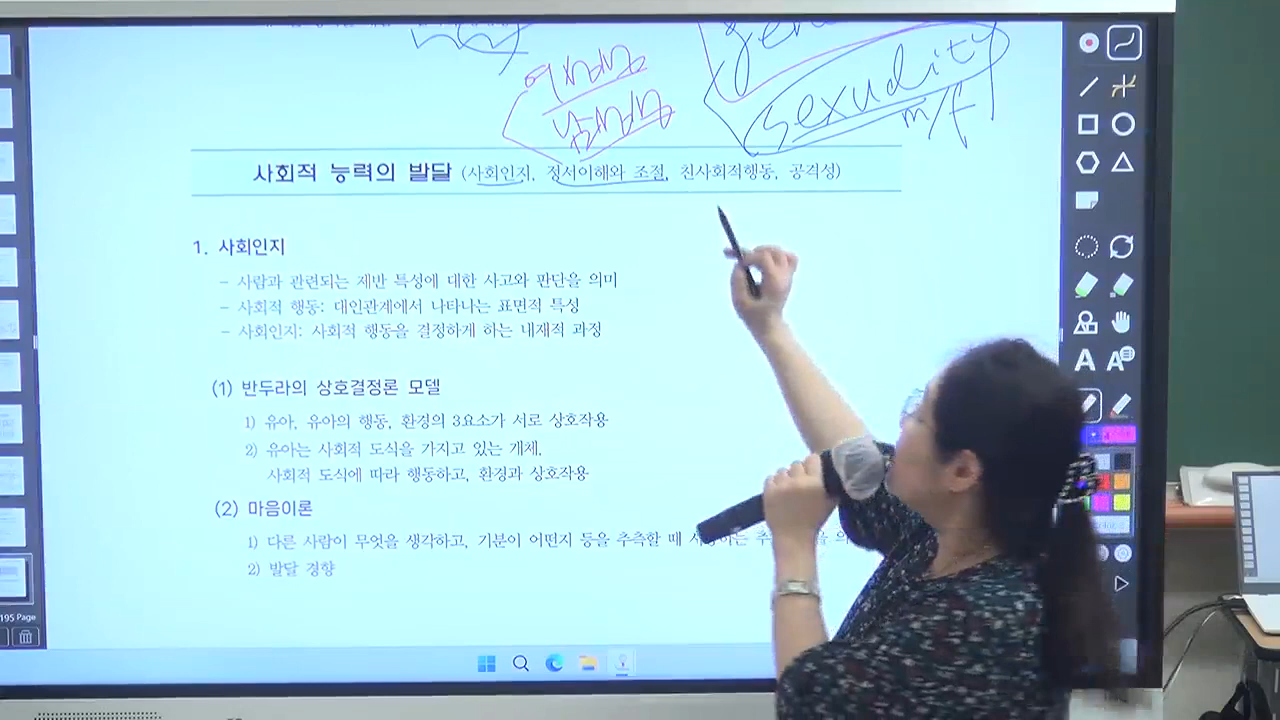 sexudity
m/f
사회적 능력의 발달 (사회인지, 정서이해와 조절, 친사회적행동, 공격성)
1. 사회인지
- 사람과 관련되는 제반 특성에 대한 사고와 판단을 의미
- 사회적 행동: 대인관계에서 나타나는 표면적 특성
- 사회인지: 사회적 행동을 결정하게 하는 내재적 과정
(1) 반두라의 상호결정론 모델
1) 유아, 유아의 행동, 환경의 3요소가 서로 상호작용
2) 유아는 사회적 도식을 가지고 있는 개체.
사회적 도식에 따라 행동하고, 환경과 상호작용
(2) 마음이론
1) 다른 사람이 무엇을 생각하고, 기분이 어떤지 등을 추측할 때
2) 발달 경향
195 Page